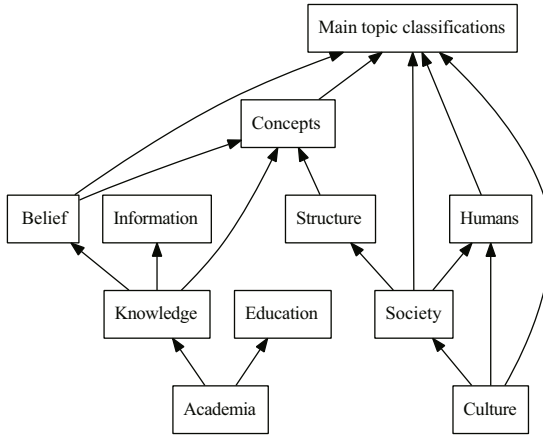 Main topic classifications
Concepts
Belief
Information
Structure
Humans
Knowledge
Education
Society
Academia
Culture